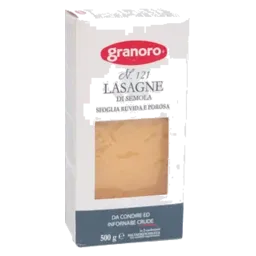 granoro
N. 121
LASAGNE
DI SEMOLA
SFOGLIA RUVIDA E POROSA
DA CONDIRE ED
INFORNARE CRUDE
500 g e